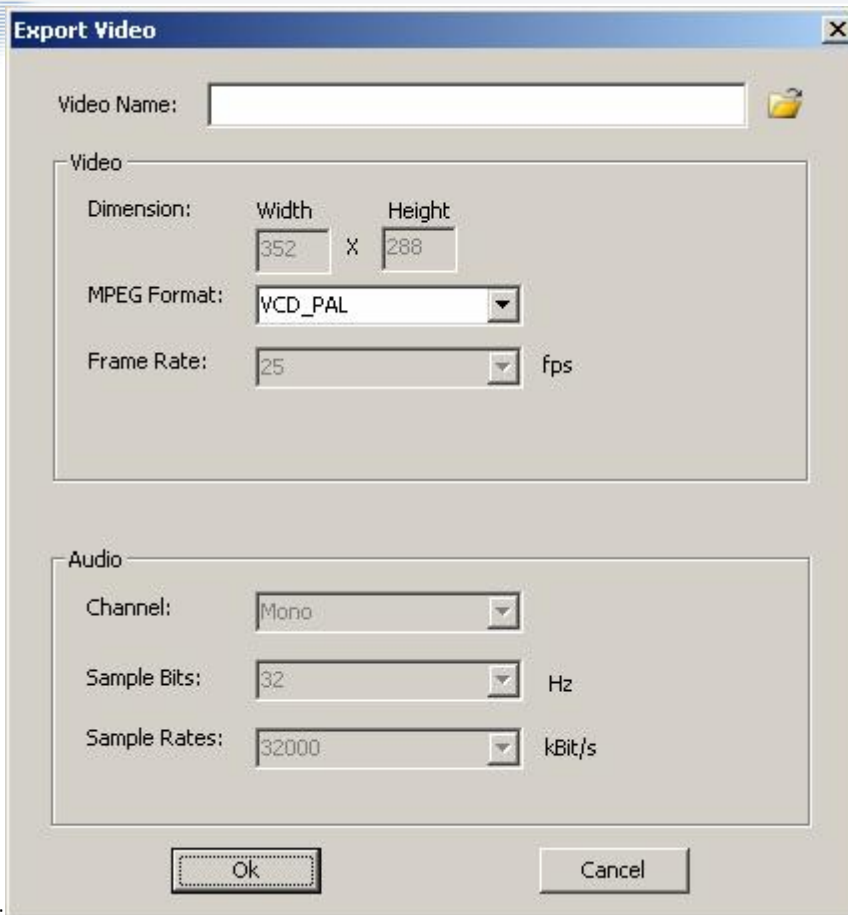 Export Video
Video Name:
Video
Dimension: Width Height
352 X 288
MPEG Format: VCD_PAL
Frame Rate: 25 fps
Audio
Channel: Mono
Sample Bits: 32 Hz
Sample Rates: 32000 kBit/s
Ok Cancel